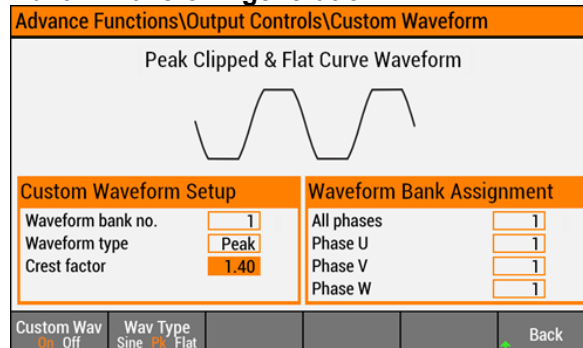 Advance Functions\Output Controls\Custom Waveform
Peak Clipped & Flat Curve Waveform
Custom Waveform Setup
Waveform bank no. 1
Waveform type Peak
Crest factor 1.40
Waveform Bank Assignment
All phases 1
Phase U 1
Phase V 1
Phase W 1
Custom Wav
On Off
Wav Type
Sine Pk Flat
Back